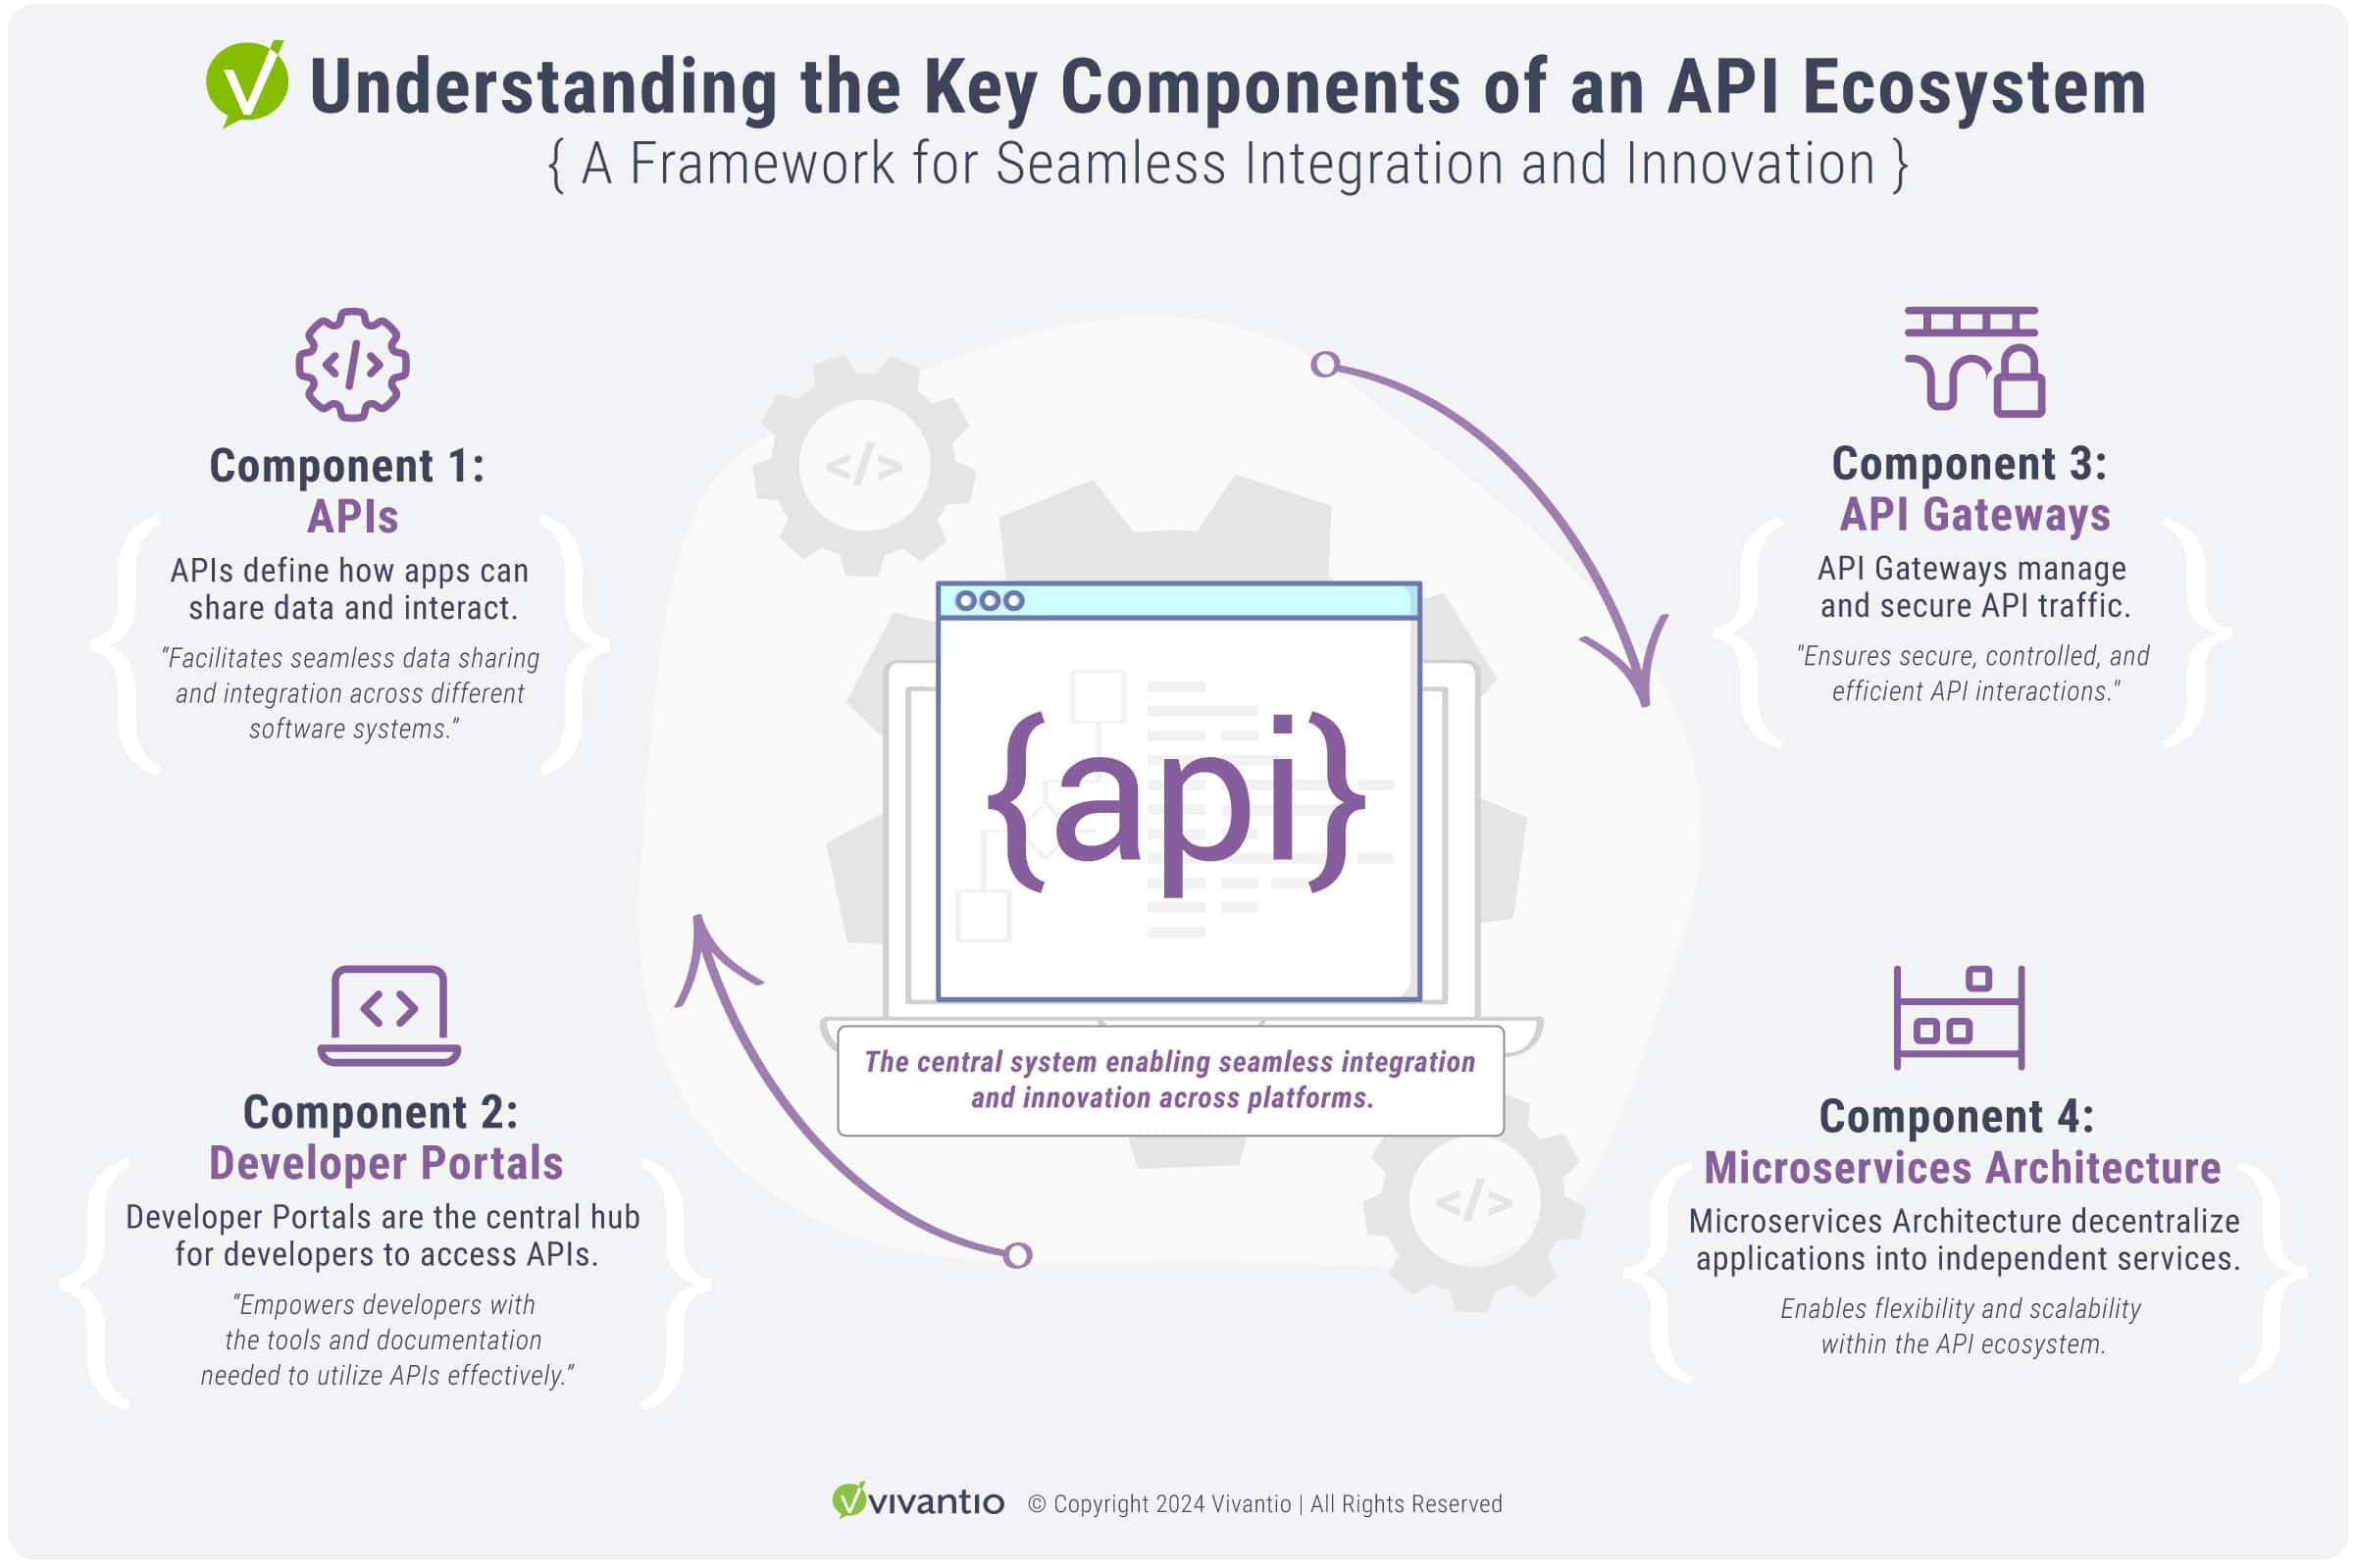 Understanding the Key Components of an API Ecosystem
{ A Framework for Seamless Integration and Innovation }
</>
Component 1:
APIs
APIs define how apps can
share data and interact.
“Facilitates seamless data sharing
and integration across different
software systems.”
< >
Component 2:
Developer Portals
Developer Portals are the central hub
for developers to access APIs.
“Empowers developers with
the tools and documentation
needed to utilize APIs effectively.”
</>
{api}
The central system enabling seamless integration
and innovation across platforms.
</>
Component 3:
API Gateways
API Gateways manage
and secure API traffic.
"Ensures secure, controlled, and
efficient API interactions."
Component 4:
Microservices Architecture
Microservices Architecture decentralize
applications into independent services.
Enables flexibility and scalability
within the API ecosystem.
vivantio © Copyright 2024 Vivantio | All Rights Reserved